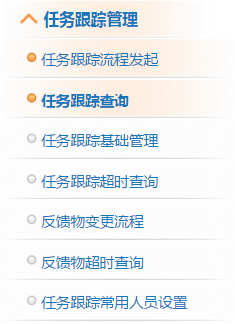 任务跟踪管理
任务跟踪流程发起
任务跟踪查询
任务跟踪基础管理
任务跟踪超时查询
反馈物变更流程
反馈物超时查询
任务跟踪常用人员设置